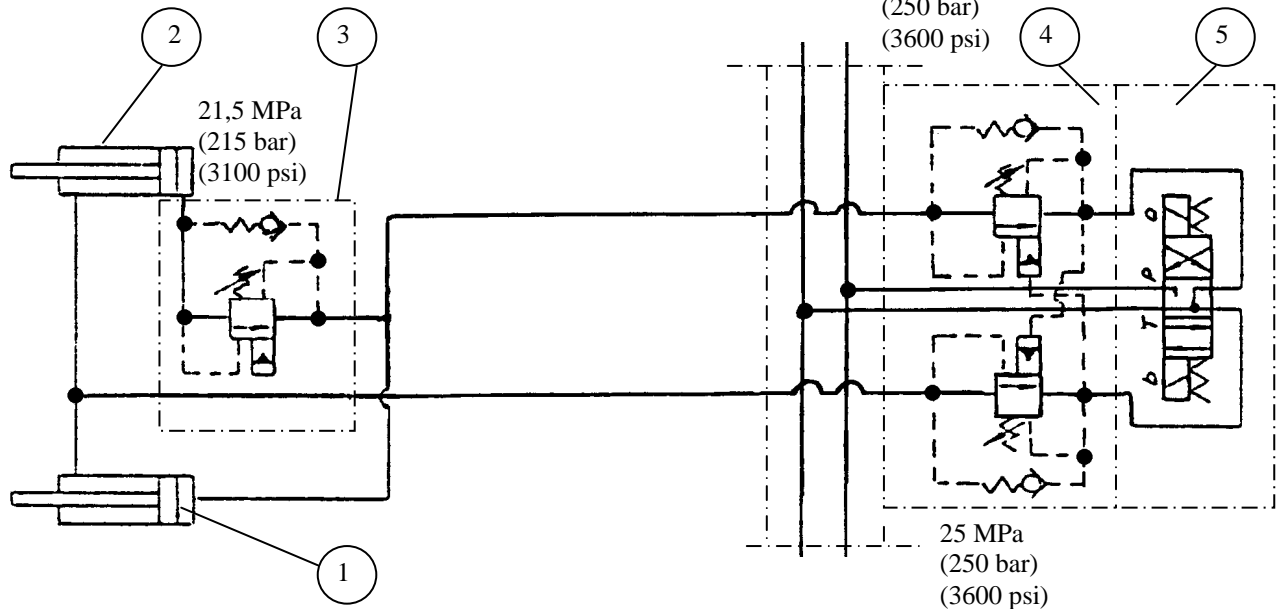 (250 bar)
(3600 psi)
2
3
4
5
21,5 MPa
(215 bar)
(3100 psi)
a
P
T
b
1
25 MPa
(250 bar)
(3600 psi)